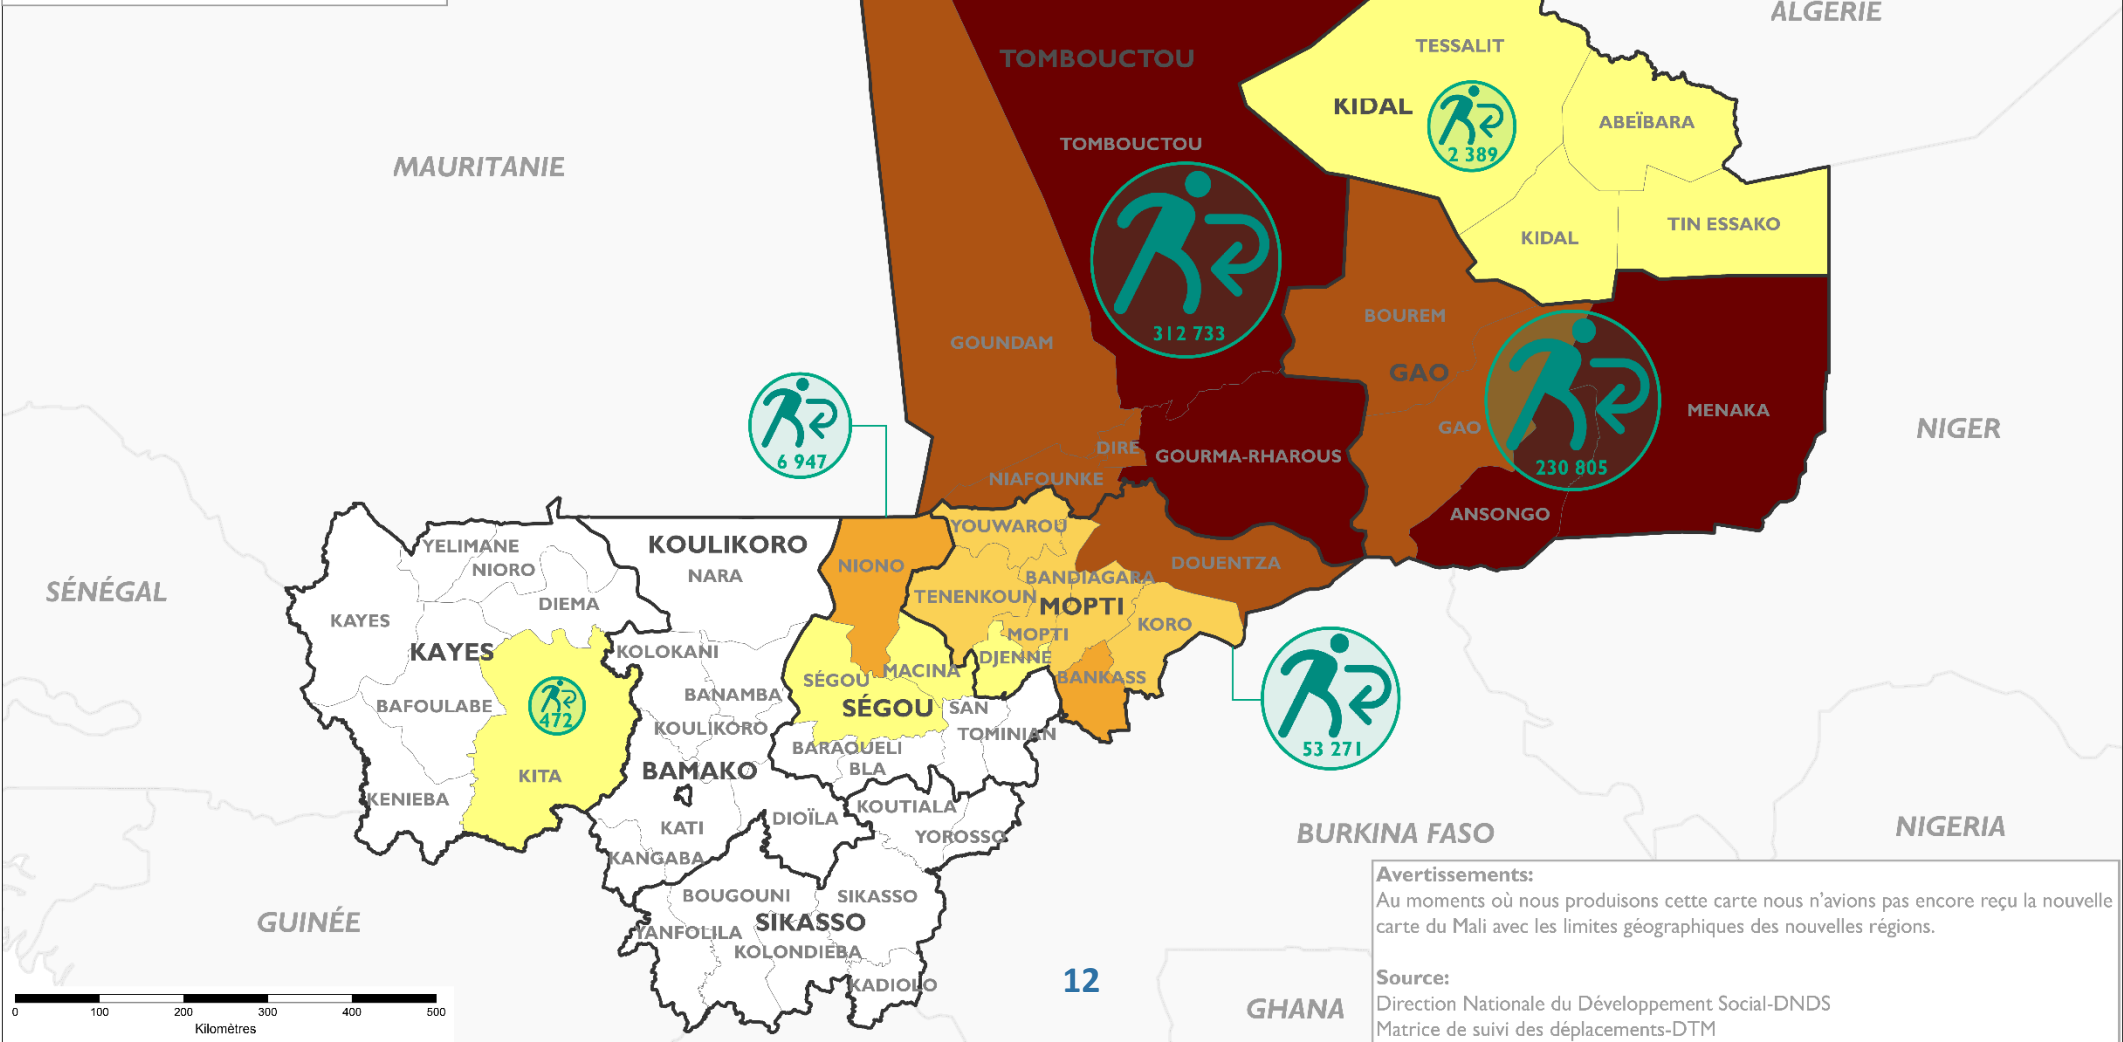 ALGERIE
TESSALIT
TOMBOUCTOU
KIDAL
ABEÏBARA
TOMBOUCTOU
2 389
MAURITANIE
TIN ESSAKO
KIDAL
BOUREM
312 733
GOUNDAM
GAO
MENAKA
GAO
NIGER
DIRE
GOURMA-RHAROUS
6 947
230 805
NIAFOUNKE
ANSONGO
YOUWAROU
KOULIKORO
YELIMANE
NIORO
NARA
NIONO
DOUENTZA
BANDIAGARA
SÉNÉGAL
DIEMA
TENENKOUN
MOPTI
KAYES
KORO
MOPTI
KAYES
KOLOKANI
DJENNE
MACINA
SÉGOU
BANKASS
BANAMBA
BAFOULABE
SÉGOU
SAN
472
KOULIKORO
TOMINIAN
BARAOUELI
53 271
BLA
BAMAKO
KITA
KENIEBA
KOUTIALA
DIOÏLA
KATI
YOROSSO
BURKINA FASO
NIGERIA
KANGABA
BOUGOUNI
SIKASSO
GUINÉE
SIKASSO
YANFOLILA
KOLONDIEBA
KADIOLO
12
GHANA
Avertissements:
Au moments où nous produisons cette carte nous n'avions pas encore reçu la nouvelle
carte du Mali avec les limites géographiques des nouvelles régions.
Source:
Direction Nationale du Développement Social-DNDS
Matrice de suivi des déplacements-DTM
0 100 200 300 400 500
Kilomètres